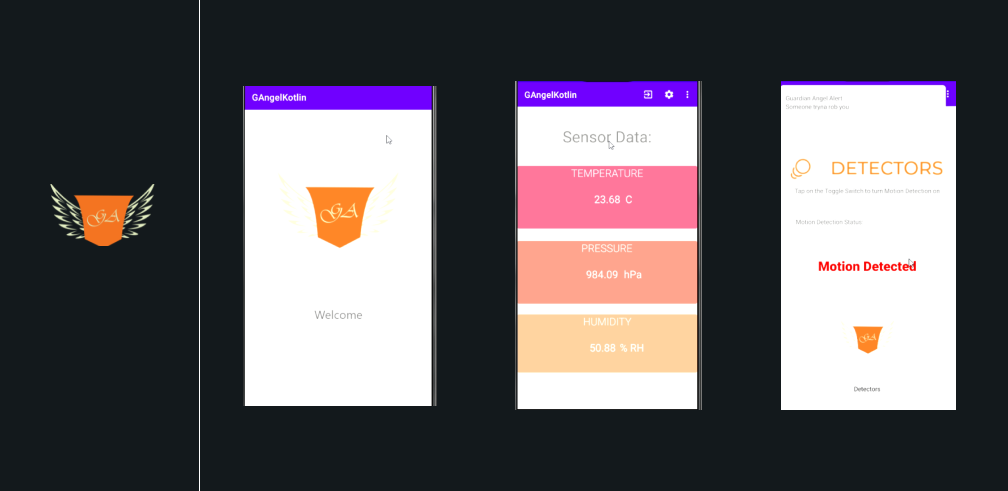 GA
GAngelKotlin
GA
Welcome
GAngelKotlin
Sensor Data:
TEMPERATURE
23.68 C
PRESSURE
984.09 hPa
HUMIDITY
50.88 % RH
Guardian Angel Alert
Someone tryna rob you
DETECTORS
Tap on the Toggle Switch to turn Motion Detection on
Motion Detection Status:
Motion Detected
GA
Detectors